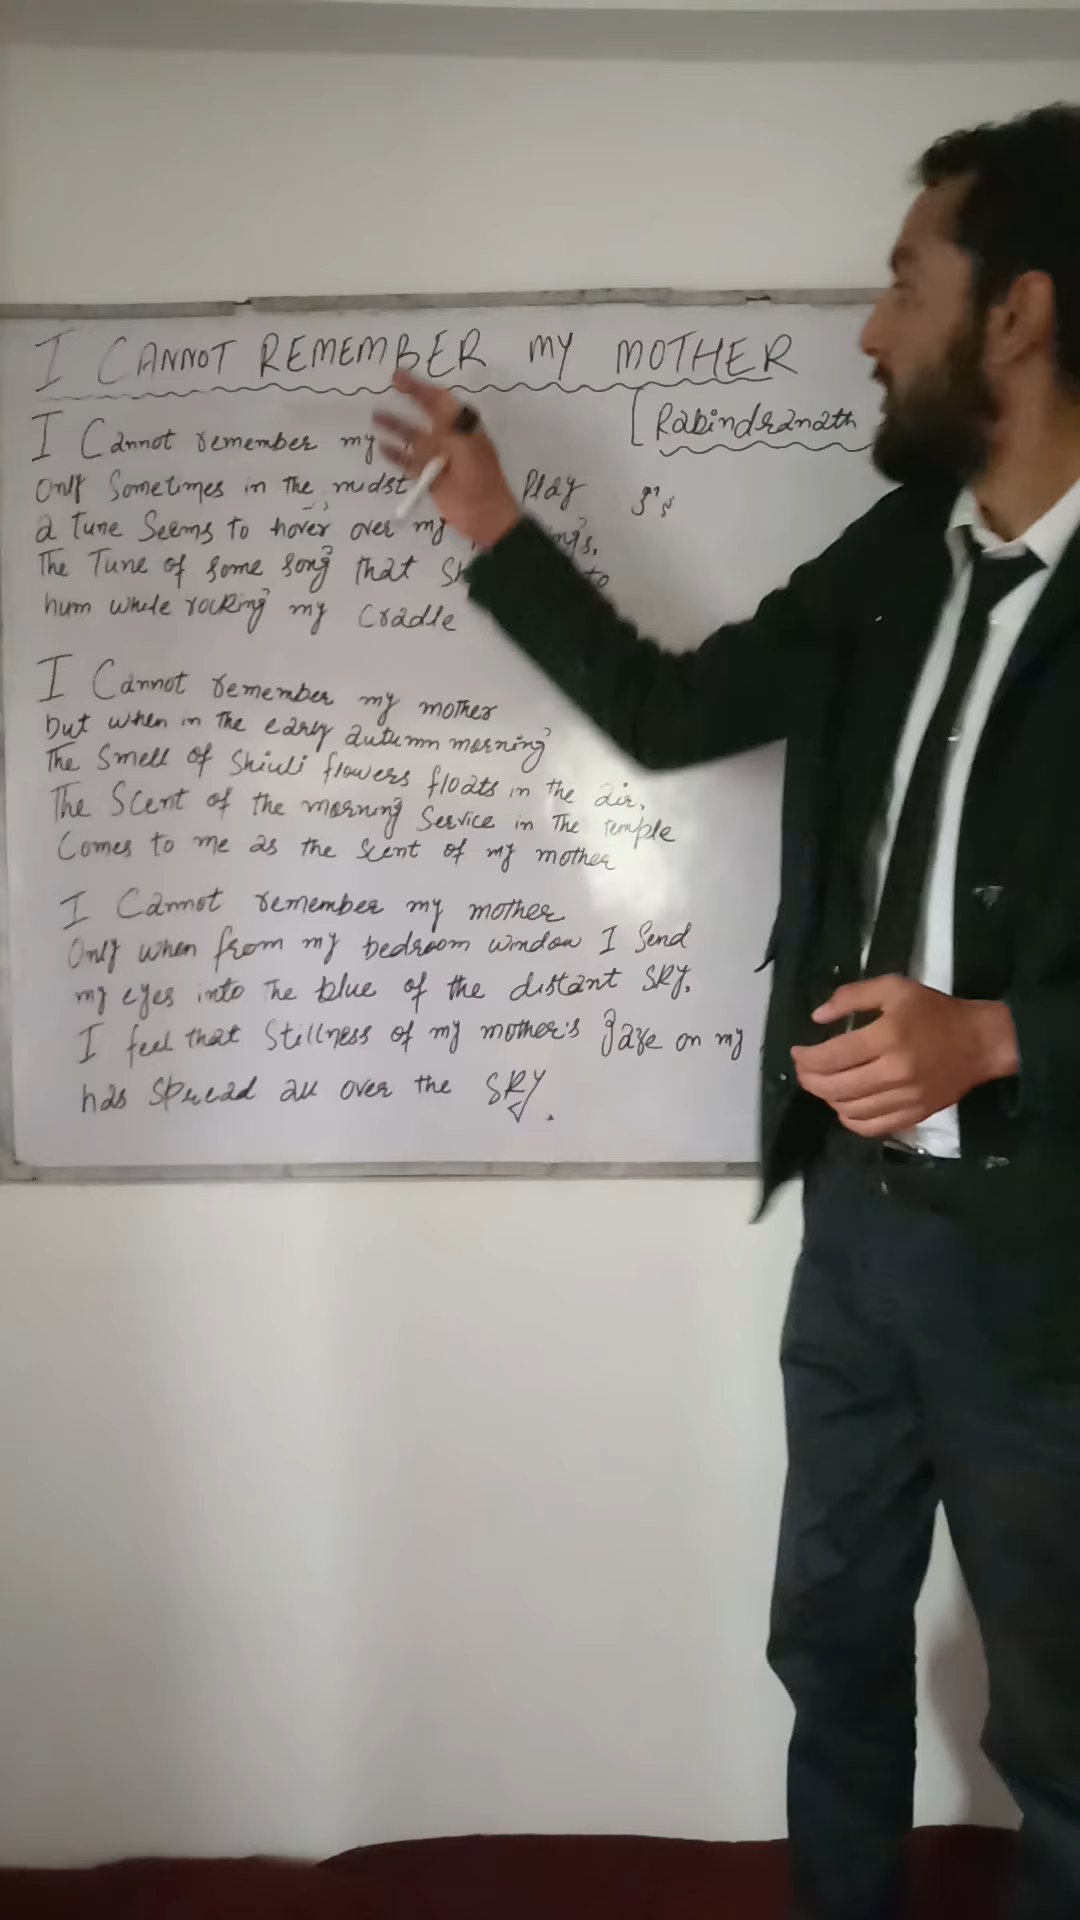 I CANNOT REMEMBER MY MOTHER
[Rabindranath
I Cannot remember my
only Sometimes in The midst Play
a Tune Seems to hover over my
The Tune of some song that to
hum while rocking my Cradle
I Cannot remember my mother
but when in The early autumn morning
The Smell of Shiuli flowers floats in the air,
The Scent of the morning Service in The temple
Comes to me as the Scent of my mother
I Cannot remember my mother
Only when from my bedroom window I Send
my eyes into The blue of the distant SKY,
I feel that Stillness of my mother's gaze on my
has Spread all over the SKY.